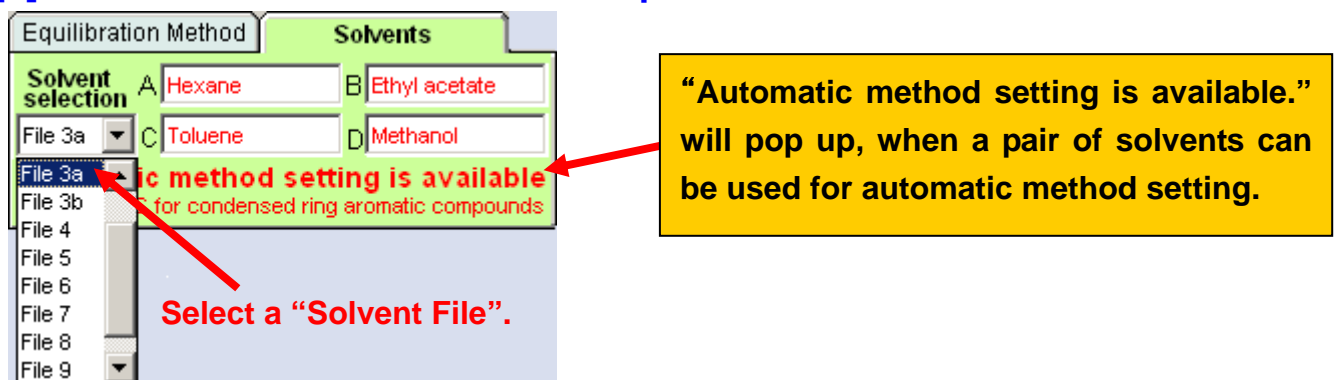 Equilibration Method Solvents
Solvent selection A Hexane B Ethyl acetate
File 3a C Toluene D Methanol
File 3a ic method setting is available
File 3b for condensed ring aromatic compounds
File 4
File 5
File 6
File 7
File 8
File 9
Select a “Solvent File”.
“Automatic method setting is available.”
will pop up, when a pair of solvents can
be used for automatic method setting.